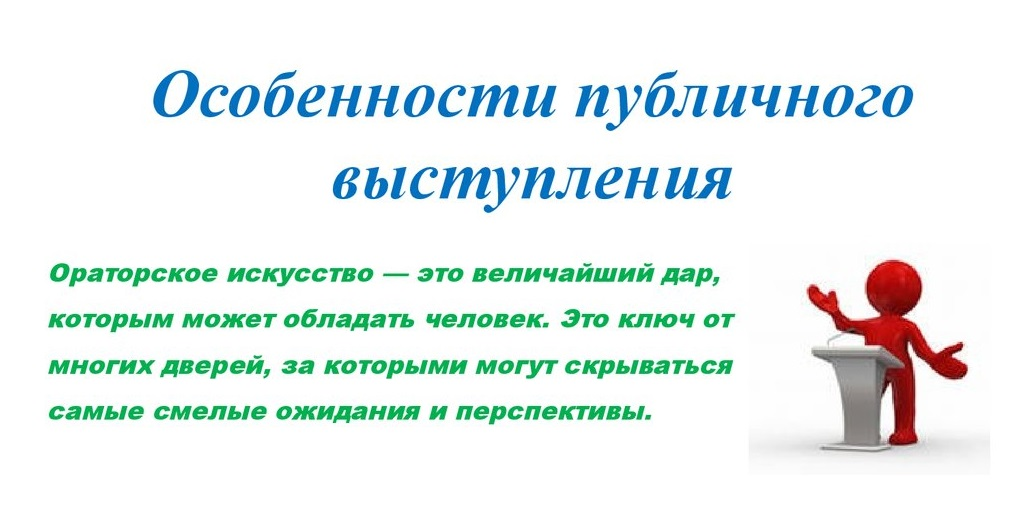 Особенности публичного
выступления
Ораторское искусство — это величайший дар,
которым может обладать человек. Это ключ от
многих дверей, за которыми могут скрываться
самые смелые ожидания и перспективы.